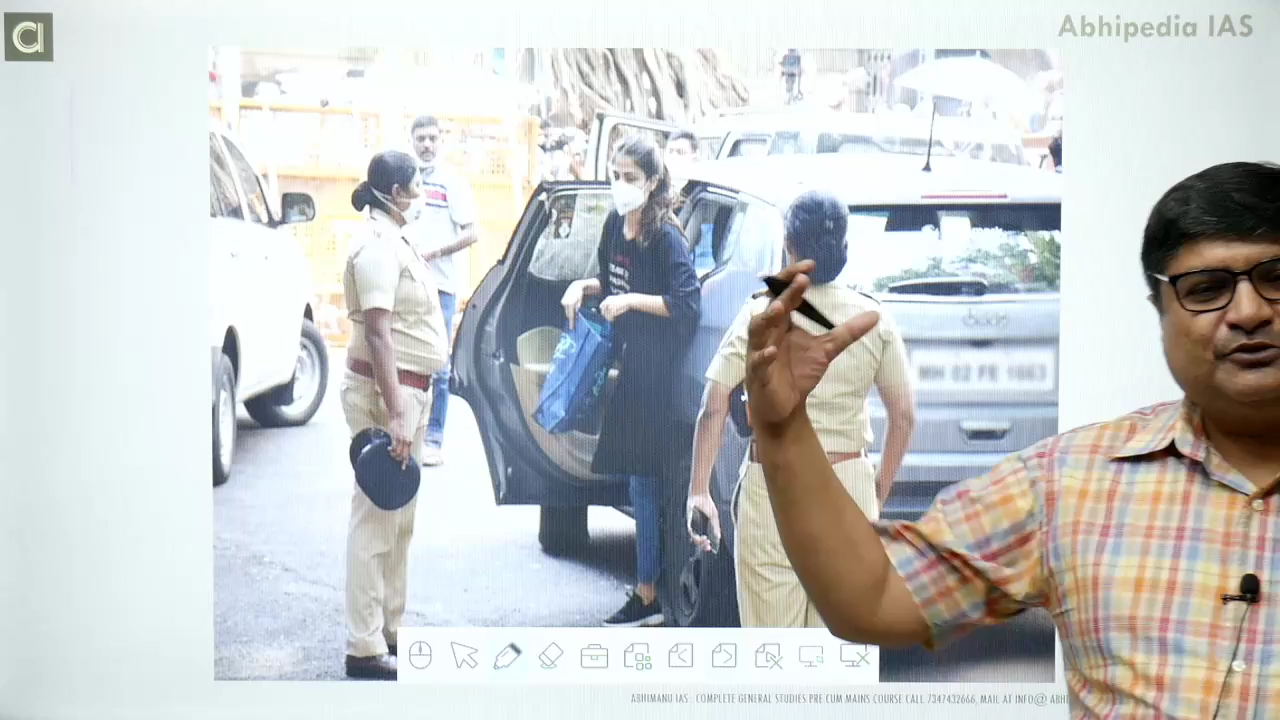 Abhipedia IAS
MH 02 FE 1663
ABHIMANU IAS : COMPLETE GENERAL STUDIES PRE CUM MAINS COURSE CALL 7347432666, MAIL AT INFO@ ABHI